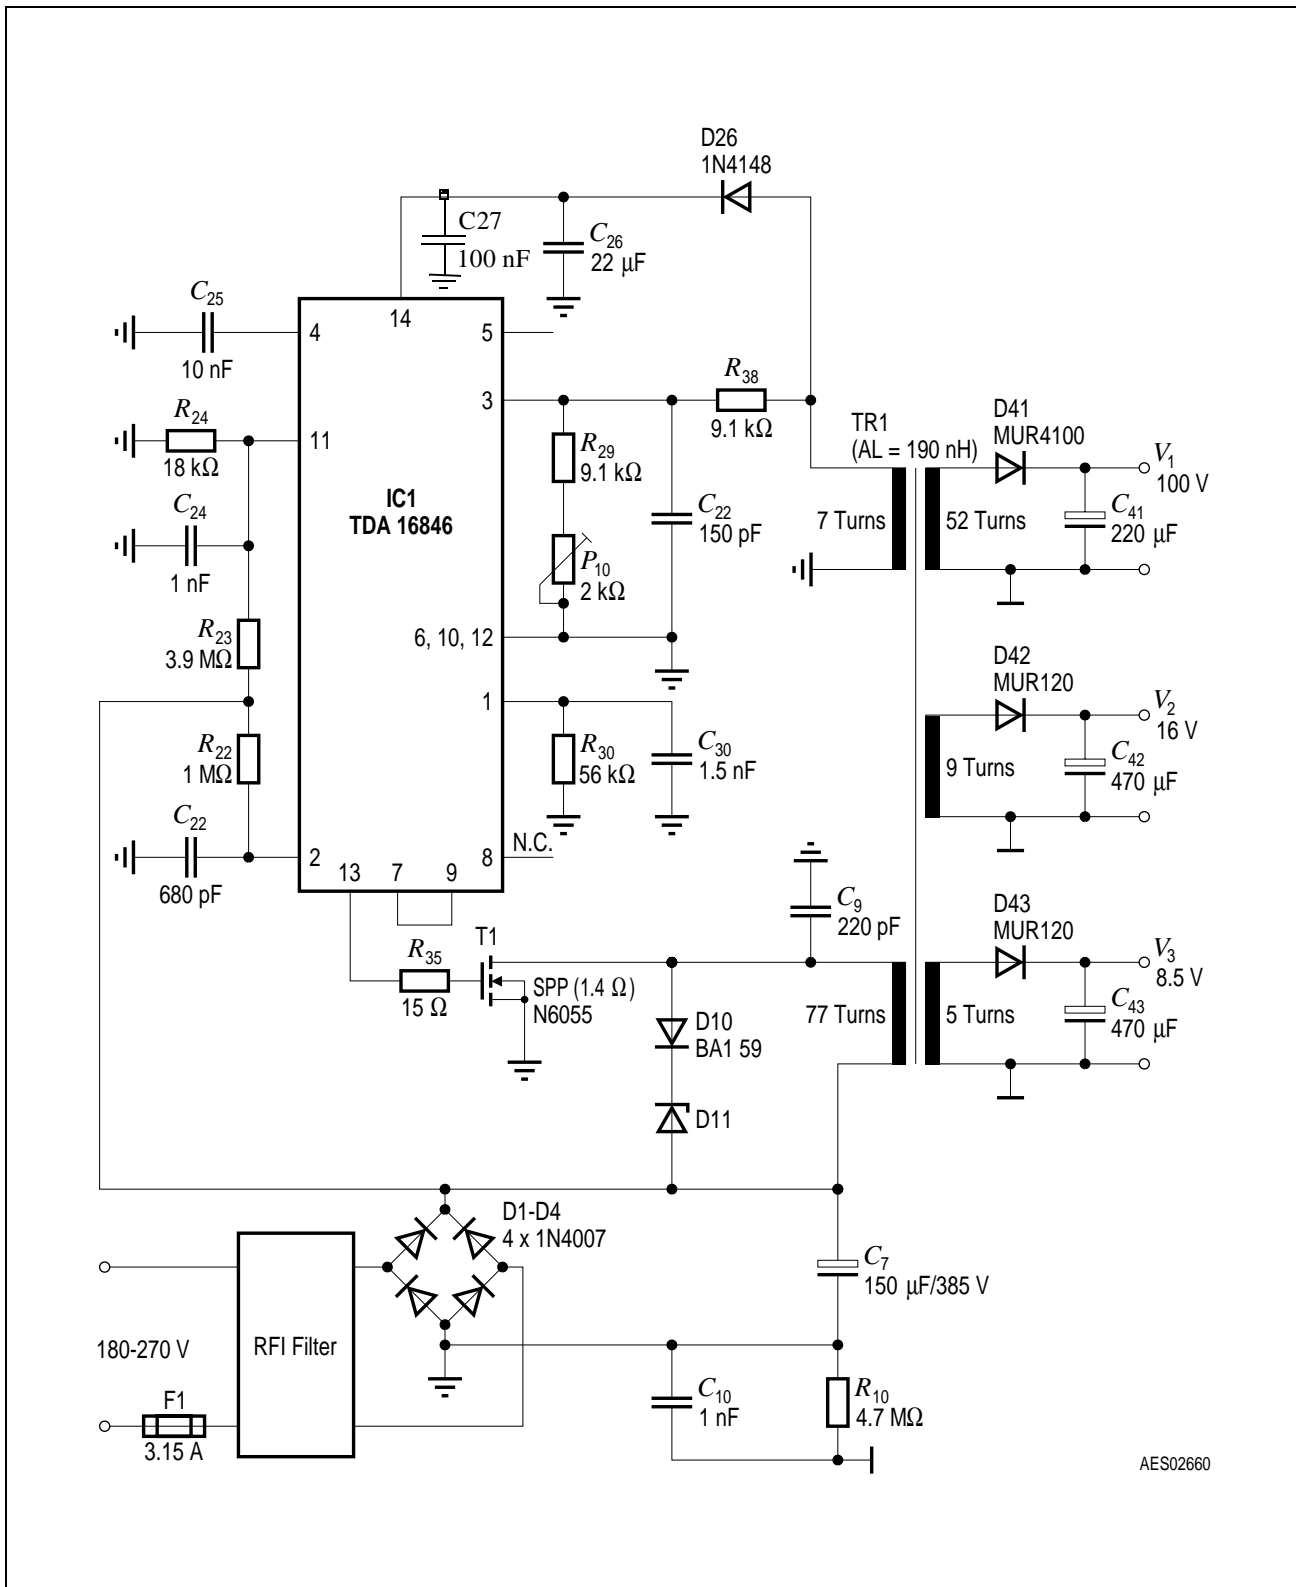 D26
1N4148
C27
100 nF
C26
22 µF
C25
10 nF
4
14
5
R24
18 kΩ
11
3
R38
9.1 kΩ
R29
9.1 kΩ
C24
1 nF
IC1
TDA 16846
C22
150 pF
P10
2 kΩ
TR1
(AL = 190 nH)
7 Turns
52 Turns
D41
MUR4100
V1
100 V
C41
220 µF
R23
3.9 MΩ
6, 10, 12
1
R22
1 MΩ
R30
56 kΩ
C30
1.5 nF
D42
MUR120
V2
16 V
9 Turns
C42
470 µF
C22
680 pF
2
13
7
9
8
N.C.
R35
15 Ω
T1
SPP (1.4 Ω)
N6055
C9
220 pF
D10
BA1 59
D11
77 Turns
5 Turns
D43
MUR120
V3
8.5 V
C43
470 µF
D1-D4
4 x 1N4007
180-270 V
RFI Filter
F1
3.15 A
C7
150 µF/385 V
C10
1 nF
R10
4.7 MΩ
AES02660